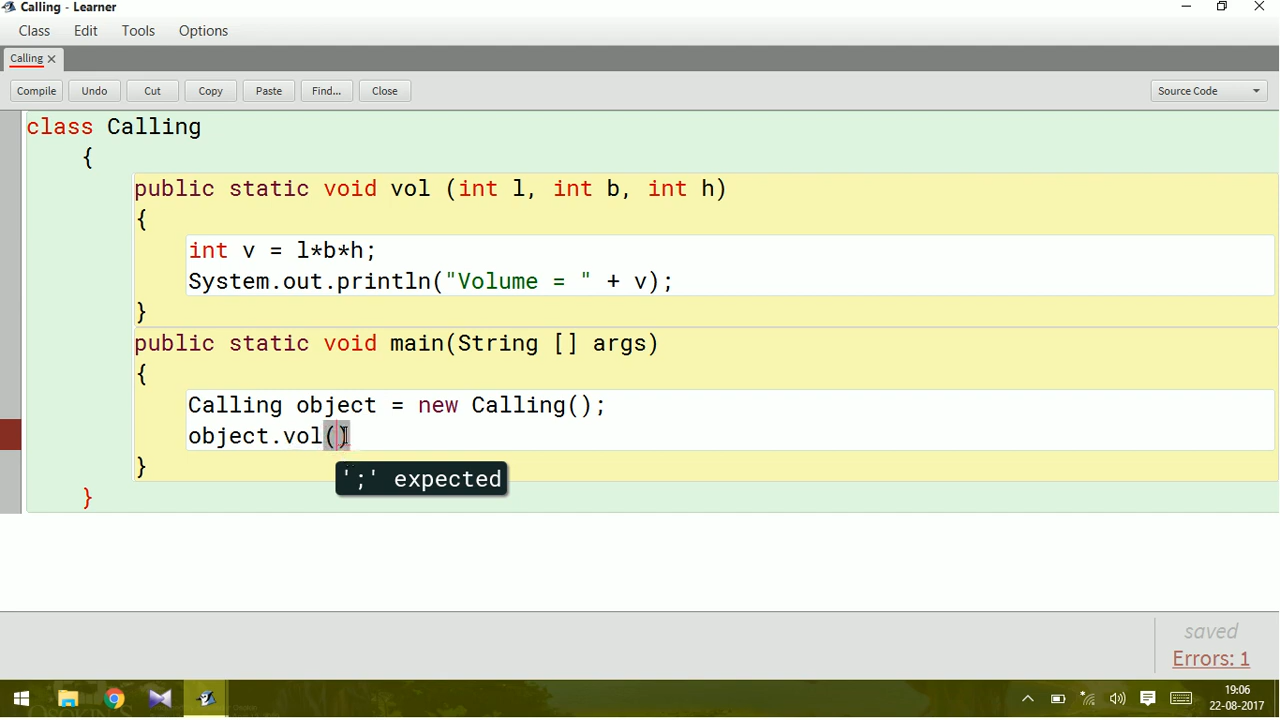 Calling - Learner
Class Edit Tools Options
Calling
Compile Undo Cut Copy Paste Find... Close Source Code
class Calling
{
public static void vol (int l, int b, int h)
{
int v = l*b*h;
System.out.println("Volume = " + v);
}
public static void main(String [] args)
{
Calling object = new Calling();
object.vol()
}
';' expected
}
saved
Errors: 1
19:06
22-08-2017